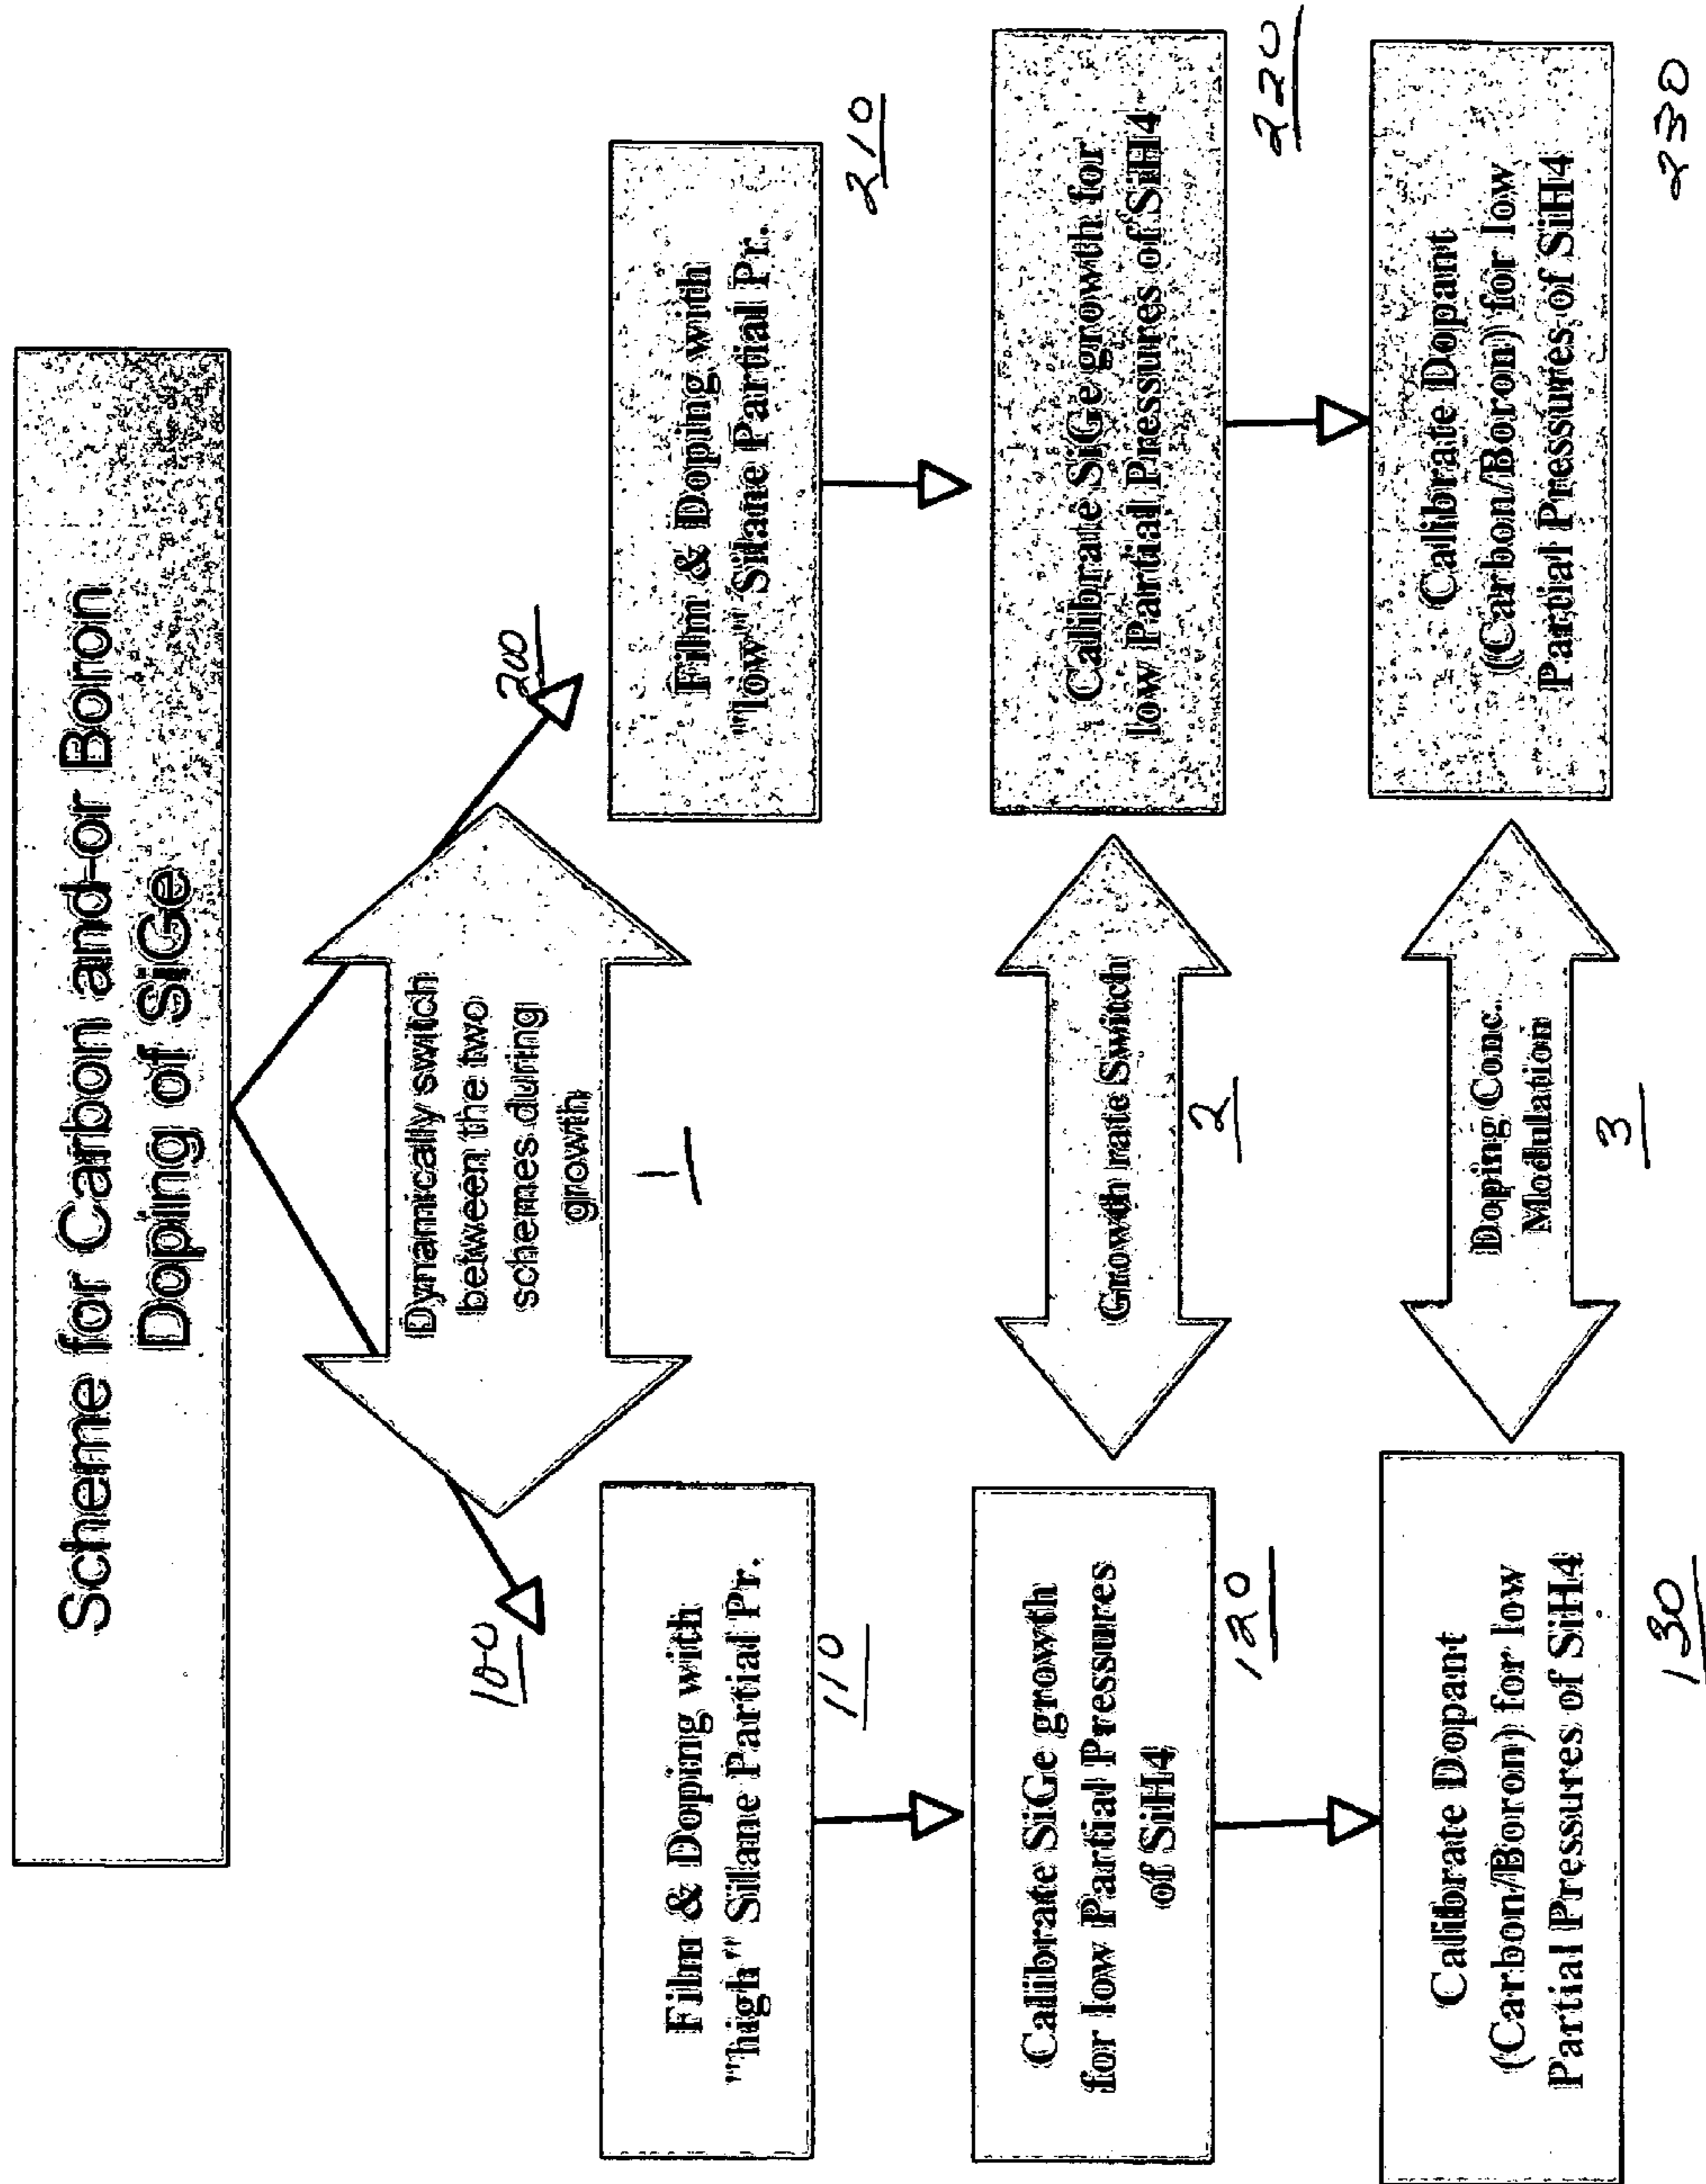 Scheme for Carbon and-or Boron
Doping of SiGe
100
200
Dynamically switch
between the two
schemes during
growth
1
Film & Doping with
"high" Silane Partial Pr.
110
Film & Doping with
"low" Silane Partial Pr.
210
Calibrate SiGe growth
for low Partial Pressures
of SiH4
120
Growth rate Switch
2
Calibrate SiGe growth for
low Partial Pressures of SiH4
220
Calibrate Dopant
(Carbon/Boron) for low
Partial Pressures of SiH4
130
Doping Conc.
Modulation
3
Calibrate Dopant
(Carbon/Boron) for low
Partial Pressures of SiH4
230